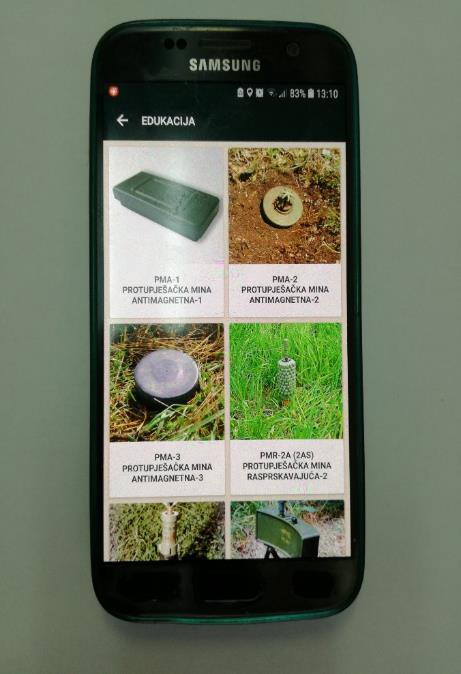 SAMSUNG
83% 13:10
EDUKACIJA
PMA-1
PROTUPJEŠAČKA MINA
ANTIMAGNETNA-1
PMA-2
PROTUPJEŠAČKA MINA
ANTIMAGNETNA-2
PMA-3
PROTUPJEŠAČKA MINA
ANTIMAGNETNA-3
PMR-2A (2AS)
PROTUPJEŠAČKA MINA
RASPRSKAVAJUĆA-2